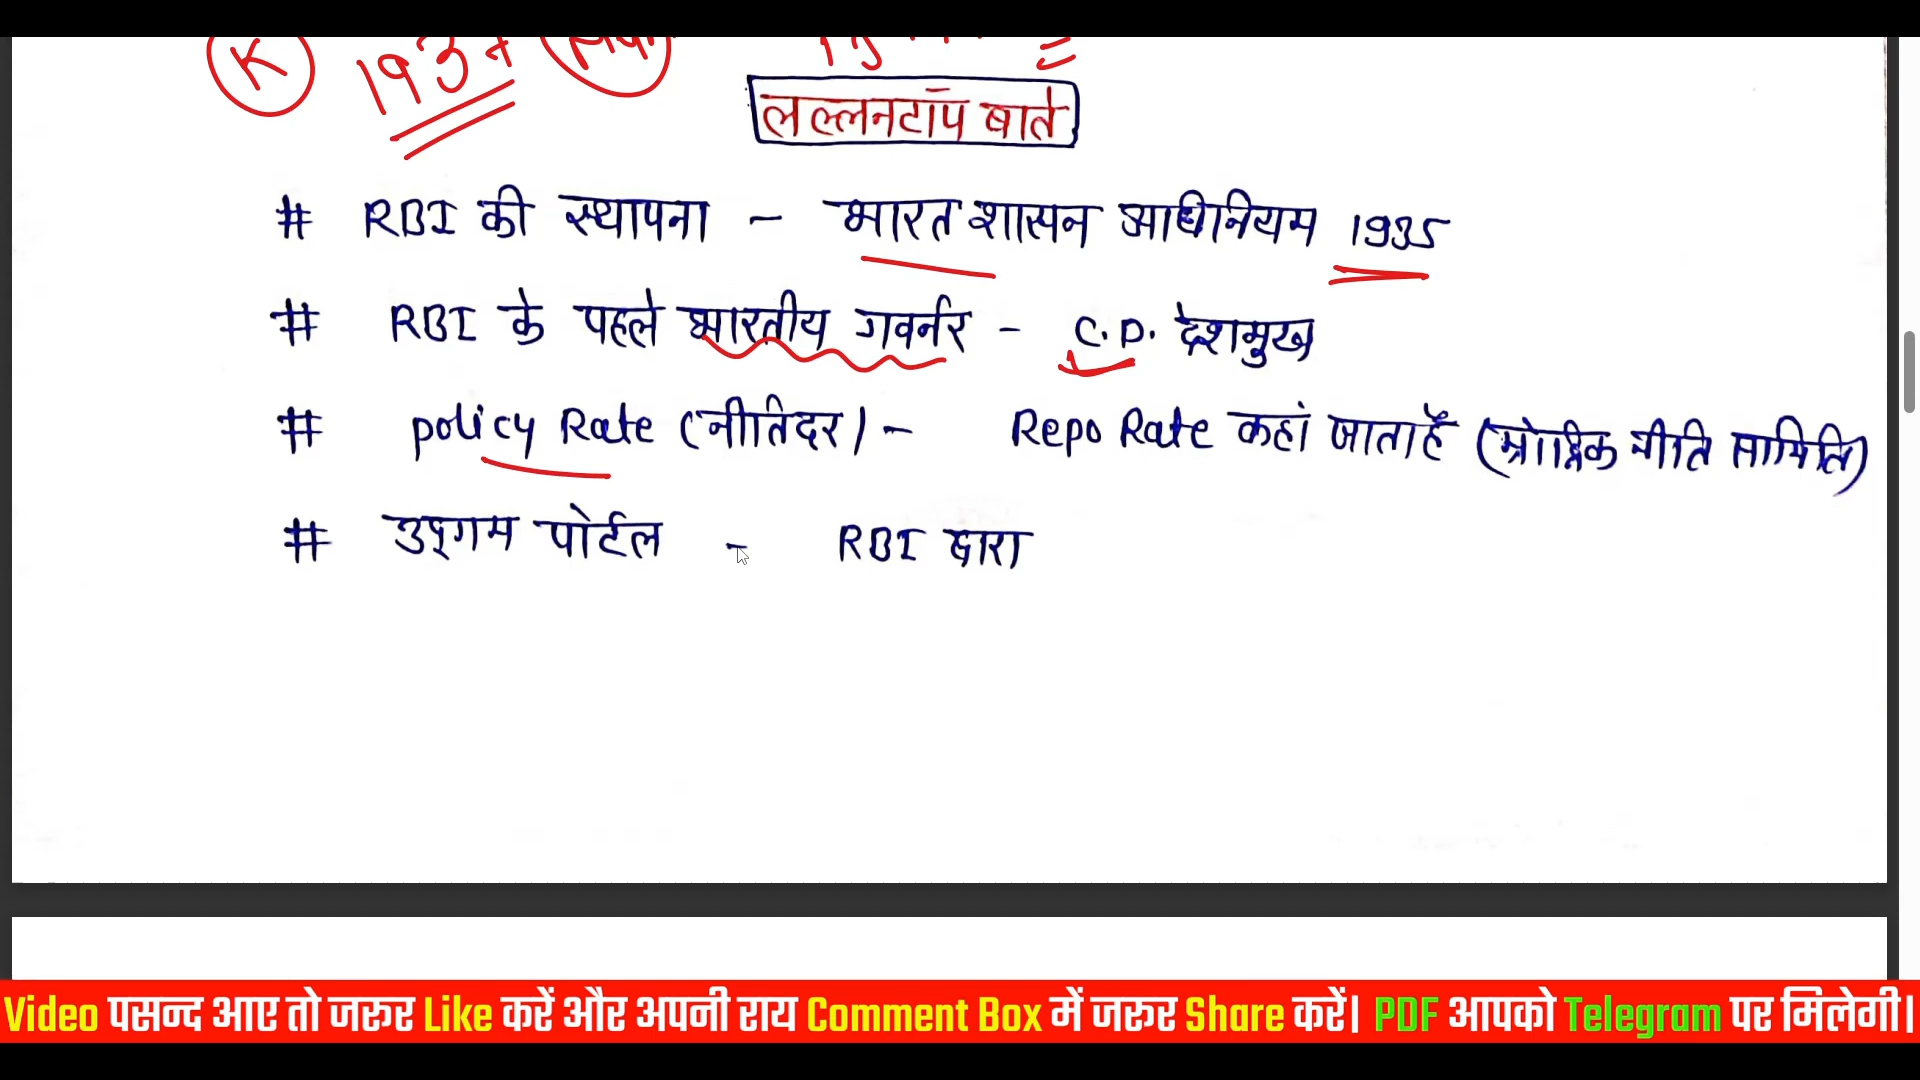 K 193
लल्लनटॉप बाते
# RBI की स्थापना - भारत शासन अधिनियम 1935
# RBI के पहले भारतीय गवर्नर - C.D. देशमुख
# policy Rate (नीतिदर) - Repo Rate कहां जाता है (मौद्रिक नीति समिति)
# उद्गम पोर्टल - RBI द्वारा
Video पसन्द आए तो जरूर Like करें और अपनी राय Comment Box में जरूर Share करें। PDF आपको Telegram पर मिलेगी।